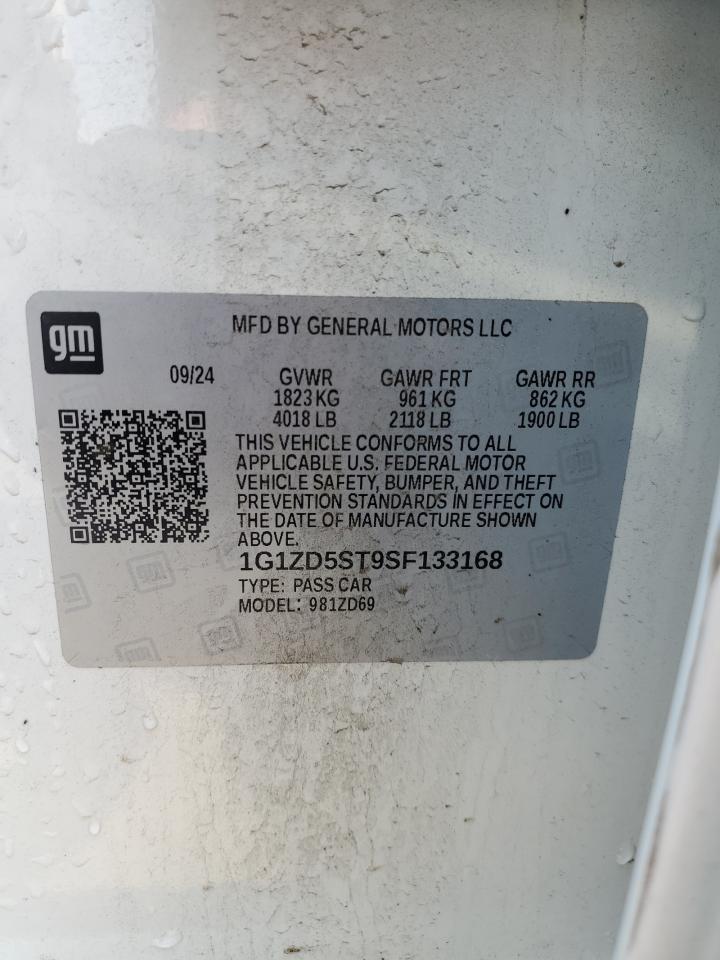 gm
MFD BY GENERAL MOTORS LLC
09/24 GVWR GAWR FRT GAWR RR
1823 KG 961 KG 862 KG
4018 LB 2118 LB 1900 LB
THIS VEHICLE CONFORMS TO ALL
APPLICABLE U.S. FEDERAL MOTOR
VEHICLE SAFETY, BUMPER, AND THEFT
PREVENTION STANDARDS IN EFFECT ON
THE DATE OF MANUFACTURE SHOWN
ABOVE.
1G1ZD5ST9SF133168
TYPE: PASS CAR
MODEL: 981ZD69